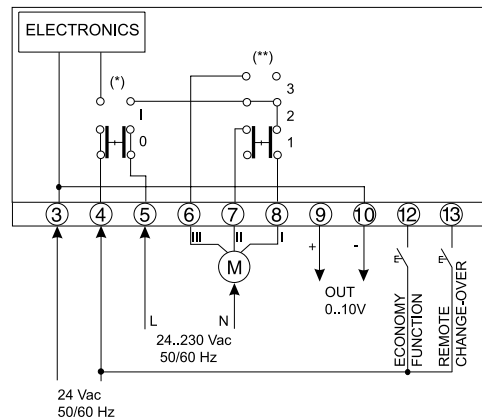 ELECTRONICS
(*)
(**)
3
I
2
0
1
3 4 5 6 7 8 9 10 12 13
III II I
M
+ -
L N
OUT
0..10V
24..230 Vac
50/60 Hz
ECONOMY
FUNCTION
REMOTE
CHANGE-OVER
24 Vac
50/60 Hz